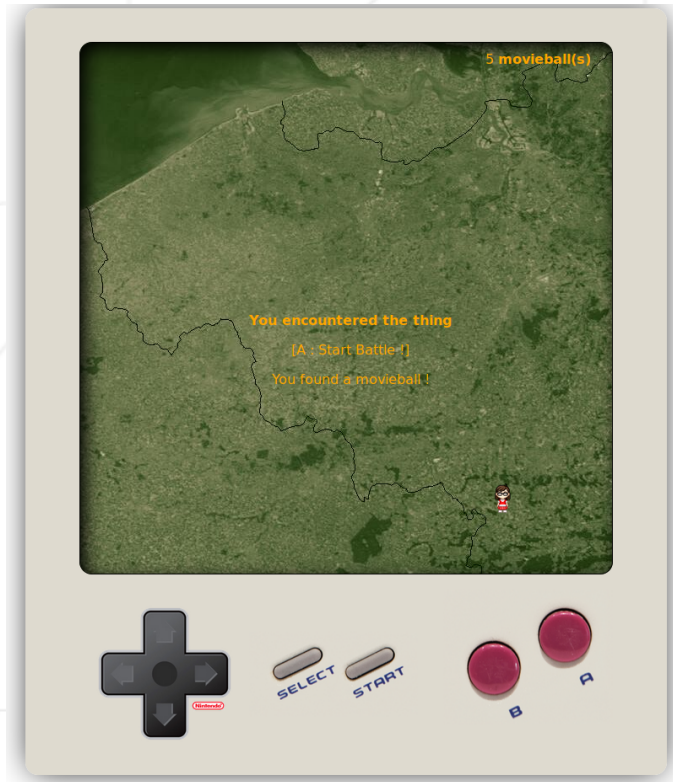 5 movieball(s)
You encountered the thing
[A : Start Battle !]
You found a movieball !
SELECT
START
B
A
Nintendo